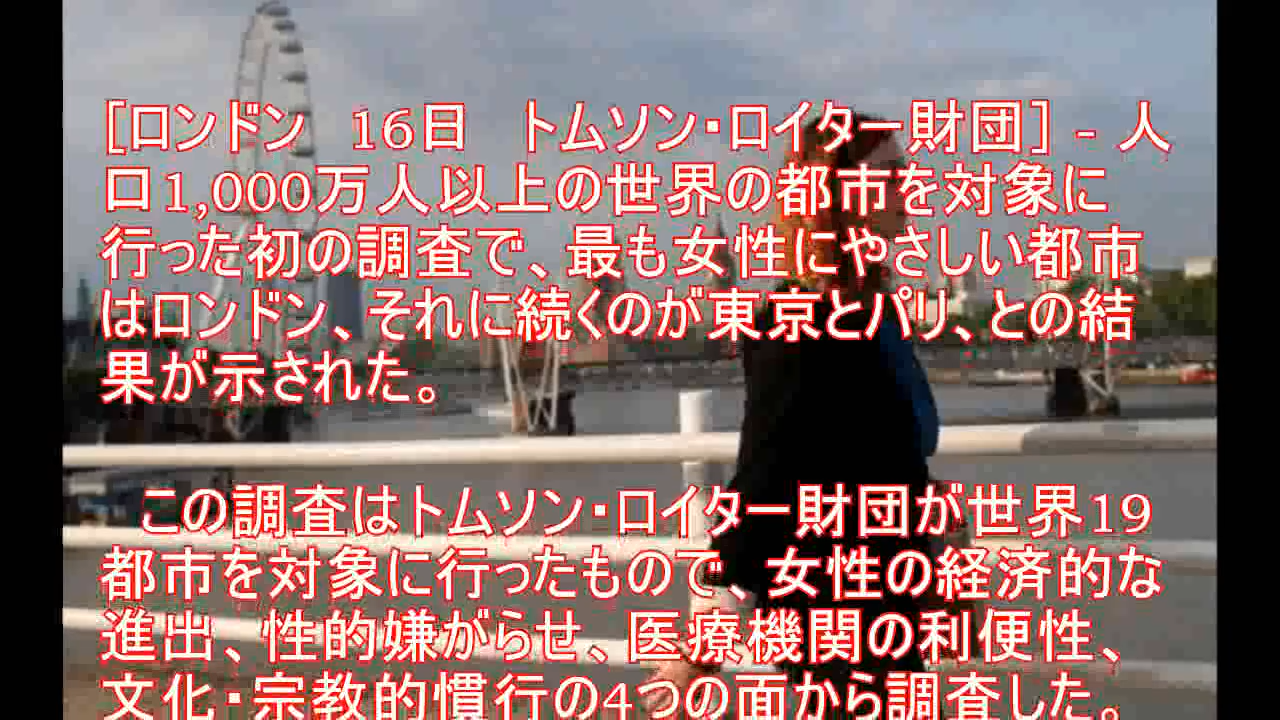 [ロンドン　16日　トムソン・ロイター財団] - 人
口1,000万人以上の世界の都市を対象に
行った初の調査で、最も女性にやさしい都市
はロンドン、それに続くのが東京とパリ、との結
果が示された。
この調査はトムソン・ロイター財団が世界19
都市を対象に行ったもので、女性の経済的な
進出、性的嫌がらせ、医療機関の利便性、
文化・宗教的慣行の4つの面から調査した。